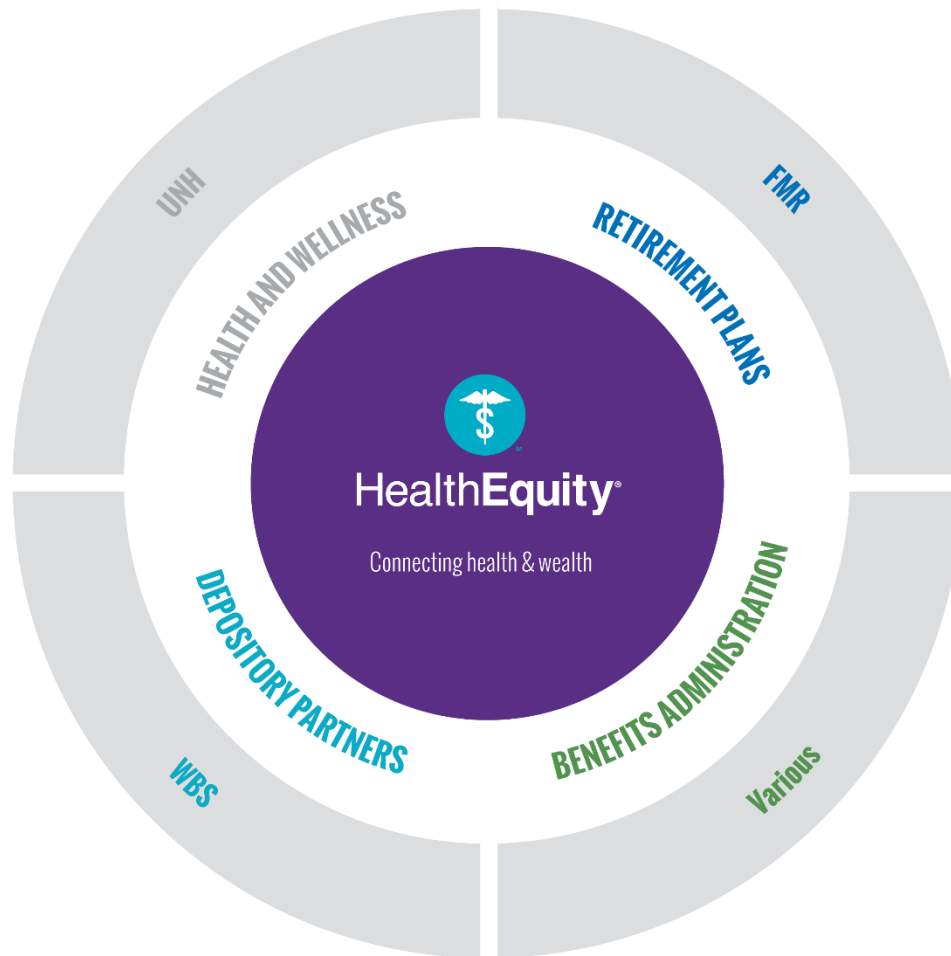 UNH
FMR
HEALTH AND WELLNESS
RETIREMENT PLANS
HealthEquity®
Connecting health & wealth
DEPOSITORY PARTNERS
BENEFITS ADMINISTRATION
WBS
Various